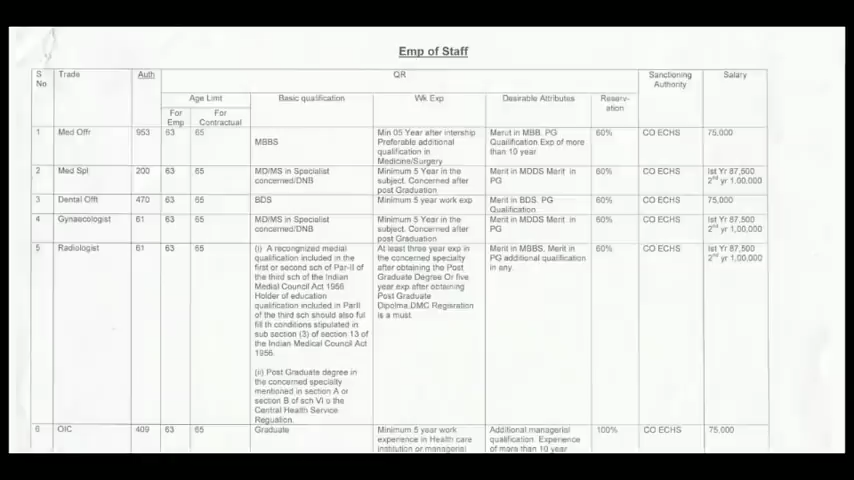 Emp of Staff
S No Trade Auth QR Sanctioning Authority Salary
Age Limt Basic qualification Wk Exp Desirable Attributes Reserv-ation
For Emp For Contractual
1 Med Offr 953 63 65 MBBS Min 05 Year after intership Preferable additional qualification in Medicine/Surgery Merut in MBB. PG Qualification.Exp of more than 10 year 60% CO ECHS 75,000
2 Med Spl 200 63 65 MD/MS in Specialist concerned/DNB Minimum 5 Year in the subject. Concerned after post Graduation Merit in MDDS Merit in PG 60% CO ECHS Ist Yr 87,500 2nd yr 1,00,000
3 Dental Offt 470 63 65 BDS Minimum 5 year work exp Merit in BDS. PG Qualification 60% CO ECHS 75,000
4 Gynaecologist 61 63 65 MD/MS in Specialist concerned/DNB Minimum 5 Year in the subject. Concerned after post Graduation Merit in MDDS Merit in PG 60% CO ECHS Ist Yr 87,500 2nd yr 1,00,000
5 Radiologist 61 63 65 (i) A recongnized medial qualification included in the first or second sch of Par-II of the third sch of the Indian Medial Council Act 1956 Holder of education qualification included in ParII of the third sch should also ful fill th conditions stipulated in sub section (3) of section 13 of the Indian Medical Council Act 1956. At least three year exp in the concerned specialty after obtaining the Post Graduate Degree Or five year exp after obtaining Post Graduate Dipolma.DMC Regisration is a must Merit in MBBS, Merit in PG additional qualification in any. 60% CO ECHS Ist Yr 87,500 2nd yr 1,00,000
(ii) Post Graduate degree in the concerned specialty mentioned in section A or section B of sch VI o the Central Health Service Reguation.
6 OIC 409 63 65 Graduate Minimum 5 year work experience in Health care institution or managerial Additional managerial qualification. Experience of more than 10 year 100% CO ECHS 75,000